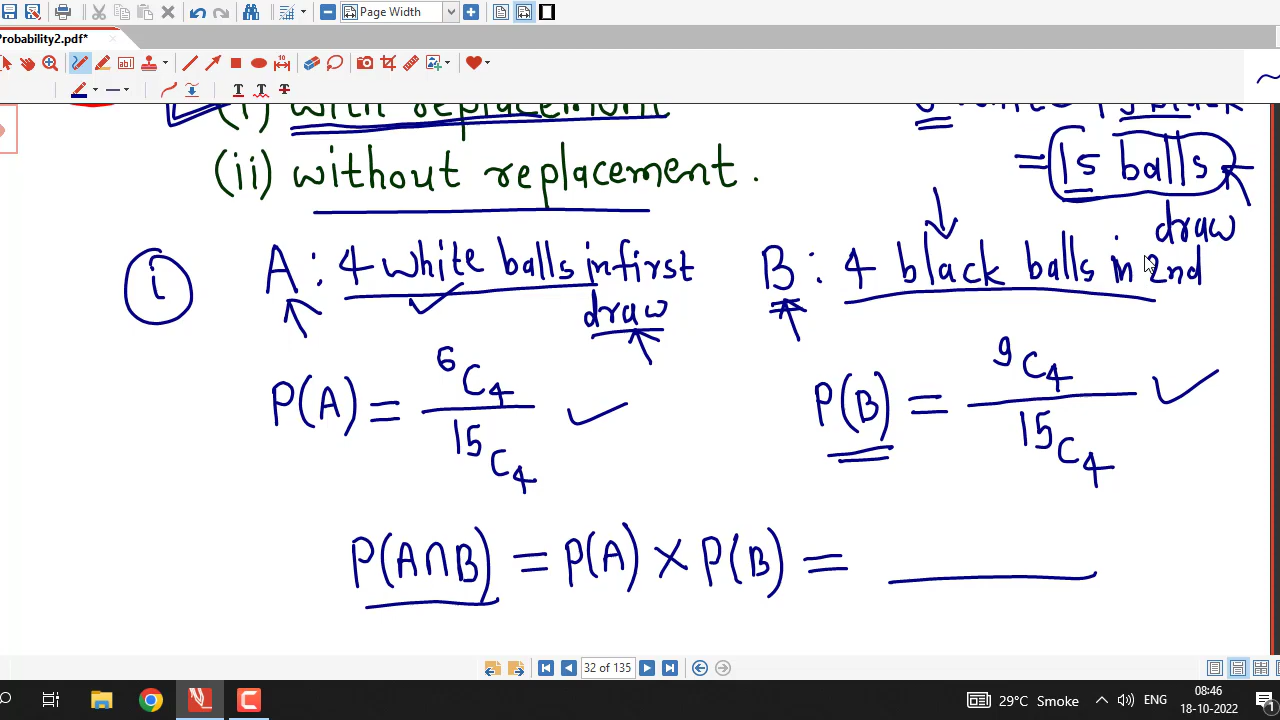 Page Width
Probability2.pdf*
(i) with replacement
black
(ii) without replacement.
= 15 balls
draw
i A: 4 white balls in first B: 4 black balls in 2nd
draw
P(A) = ⁶C₄ / ¹⁵C₄ P(B) = ⁹C₄ / ¹⁵C₄
P(A∩B) = P(A) × P(B) =
32 of 135
29°C Smoke ENG 08:46
18-10-2022